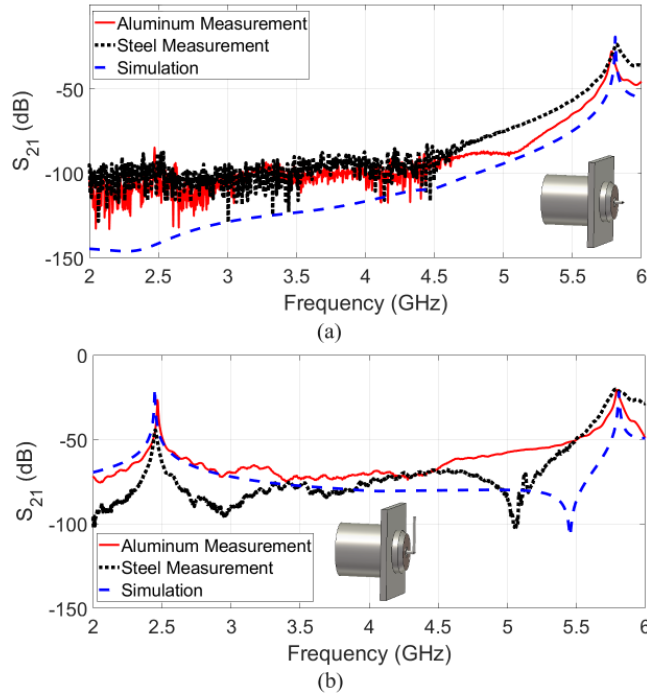 Aluminum Measurement
Steel Measurement
Simulation
-50
-100
-150
S21 (dB)
2 2.5 3 3.5 4 4.5 5 5.5 6
Frequency (GHz)
(a)
0
-50
-100
-150
S21 (dB)
Aluminum Measurement
Steel Measurement
Simulation
2 2.5 3 3.5 4 4.5 5 5.5 6
Frequency (GHz)
(b)